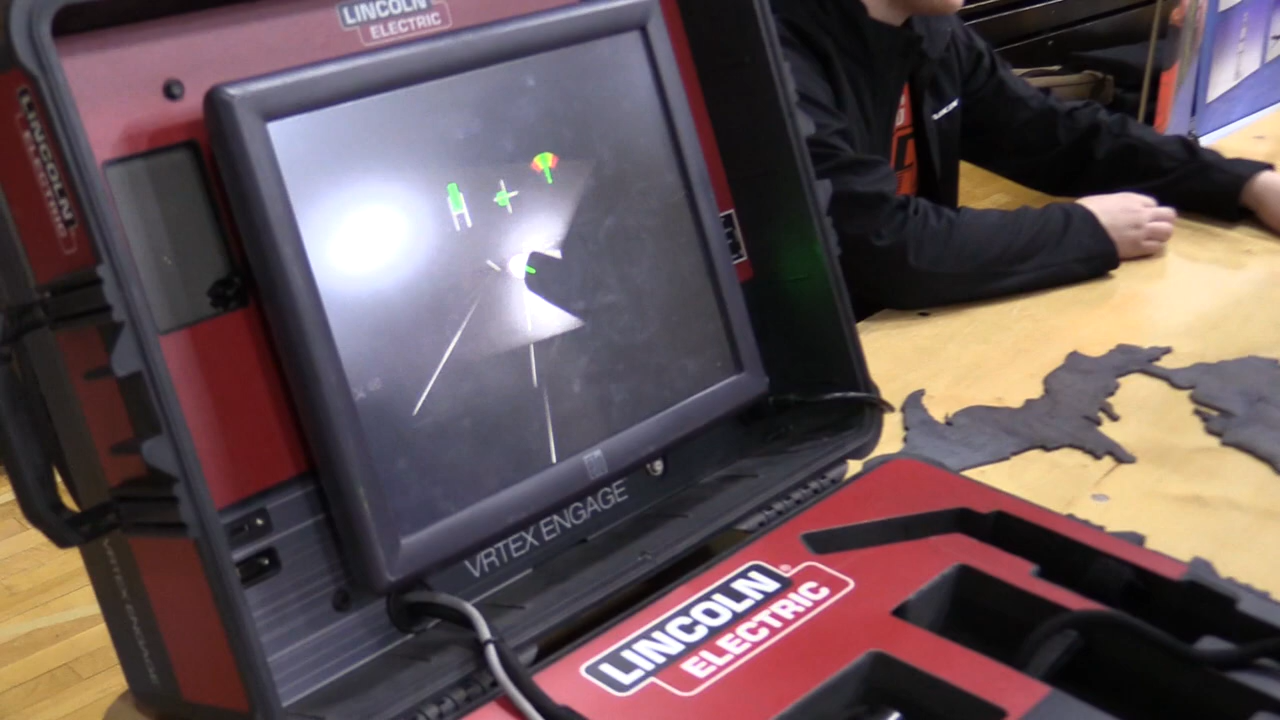 LINCOLN
ELECTRIC
LINCOLN
ELECTRIC
VRTEX ENGAGE
VRTEX ENGAGE
LINCOLN®
ELECTRIC